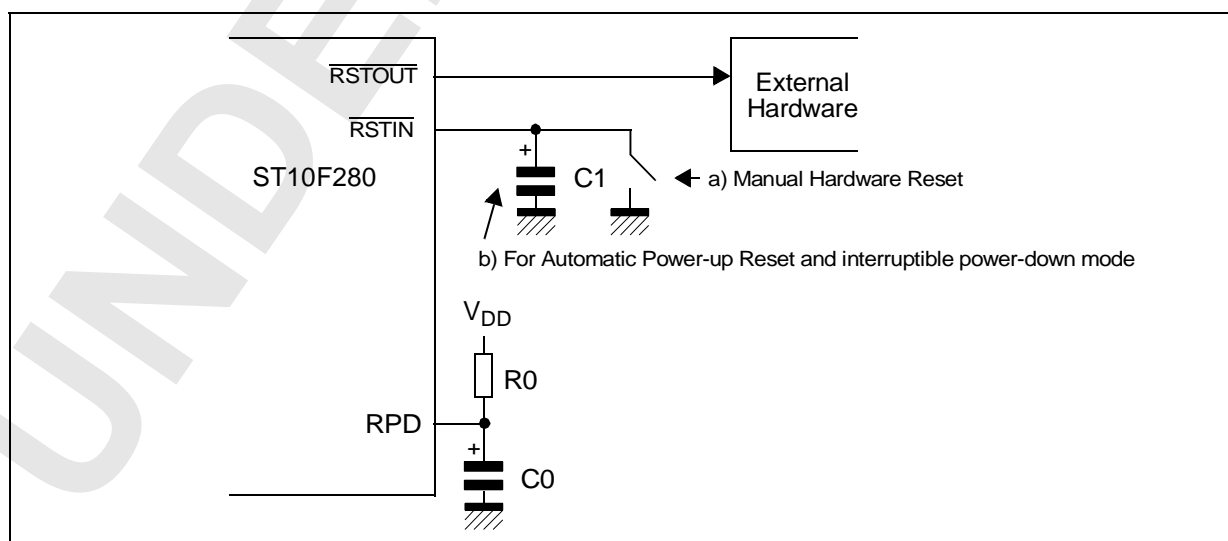 RSTOUT
External
Hardware
RSTIN
+
C1
ST10F280
a) Manual Hardware Reset
b) For Automatic Power-up Reset and interruptible power-down mode
VDD
R0
RPD
+
C0
UNDE